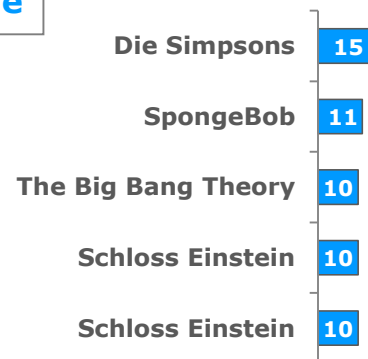 e
Die Simpsons 15
SpongeBob 11
The Big Bang Theory 10
Schloss Einstein 10
Schloss Einstein 10